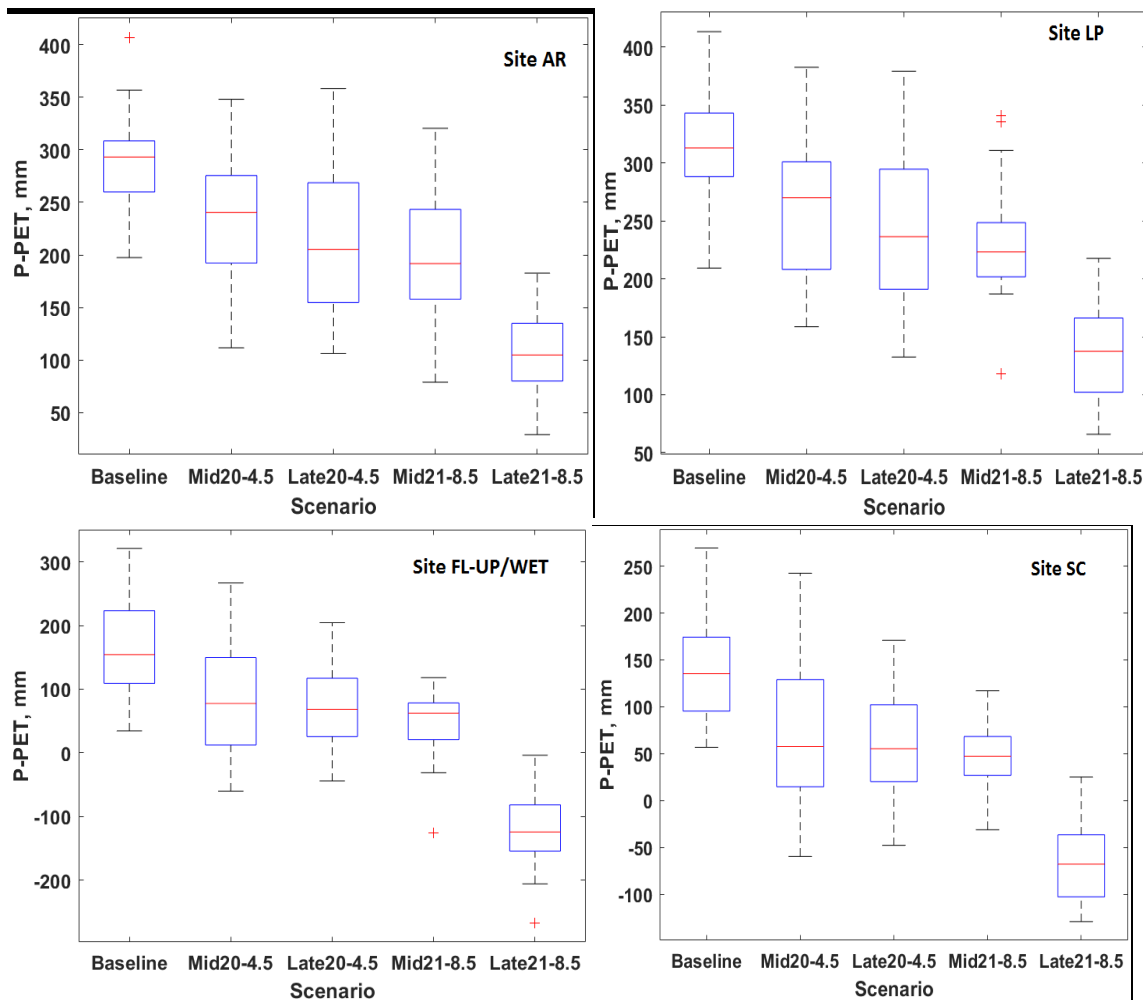 Site AR
P-PET, mm
400
350
300
250
200
150
100
50
Baseline Mid20-4.5 Late20-4.5 Mid21-8.5 Late21-8.5
Scenario
Site LP
P-PET, mm
400
350
300
250
200
150
100
50
Baseline Mid20-4.5 Late20-4.5 Mid21-8.5 Late21-8.5
Scenario
Site FL-UP/WET
P-PET, mm
300
200
100
0
-100
-200
Baseline Mid20-4.5 Late20-4.5 Mid21-8.5 Late21-8.5
Scenario
Site SC
P-PET, mm
250
200
150
100
50
0
-50
-100
Baseline Mid20-4.5 Late20-4.5 Mid21-8.5 Late21-8.5
Scenario